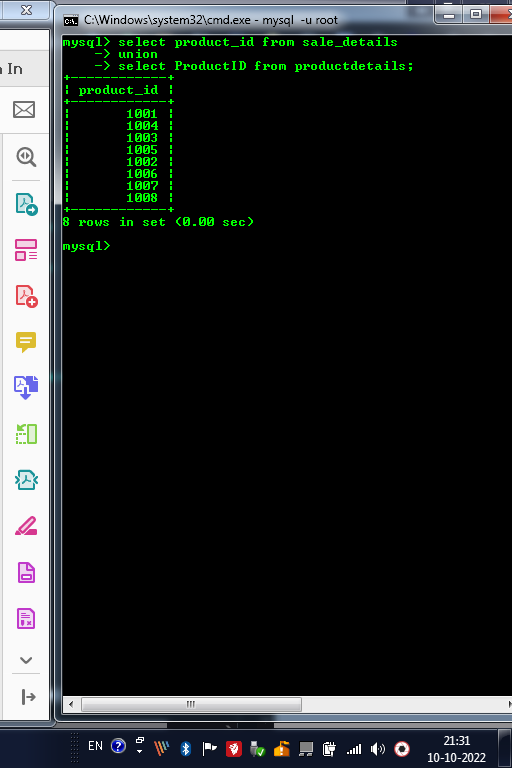 C:\Windows\system32\cmd.exe - mysql -u root
In
mysql> select product_id from sale_details
-> union
-> select ProductID from productdetails;
+-------------+
| product_id |
+-------------+
| 1001 |
| 1004 |
| 1003 |
| 1005 |
| 1002 |
| 1006 |
| 1007 |
| 1008 |
+-------------+
8 rows in set (0.00 sec)
mysql>
EN
21:31
10-10-2022